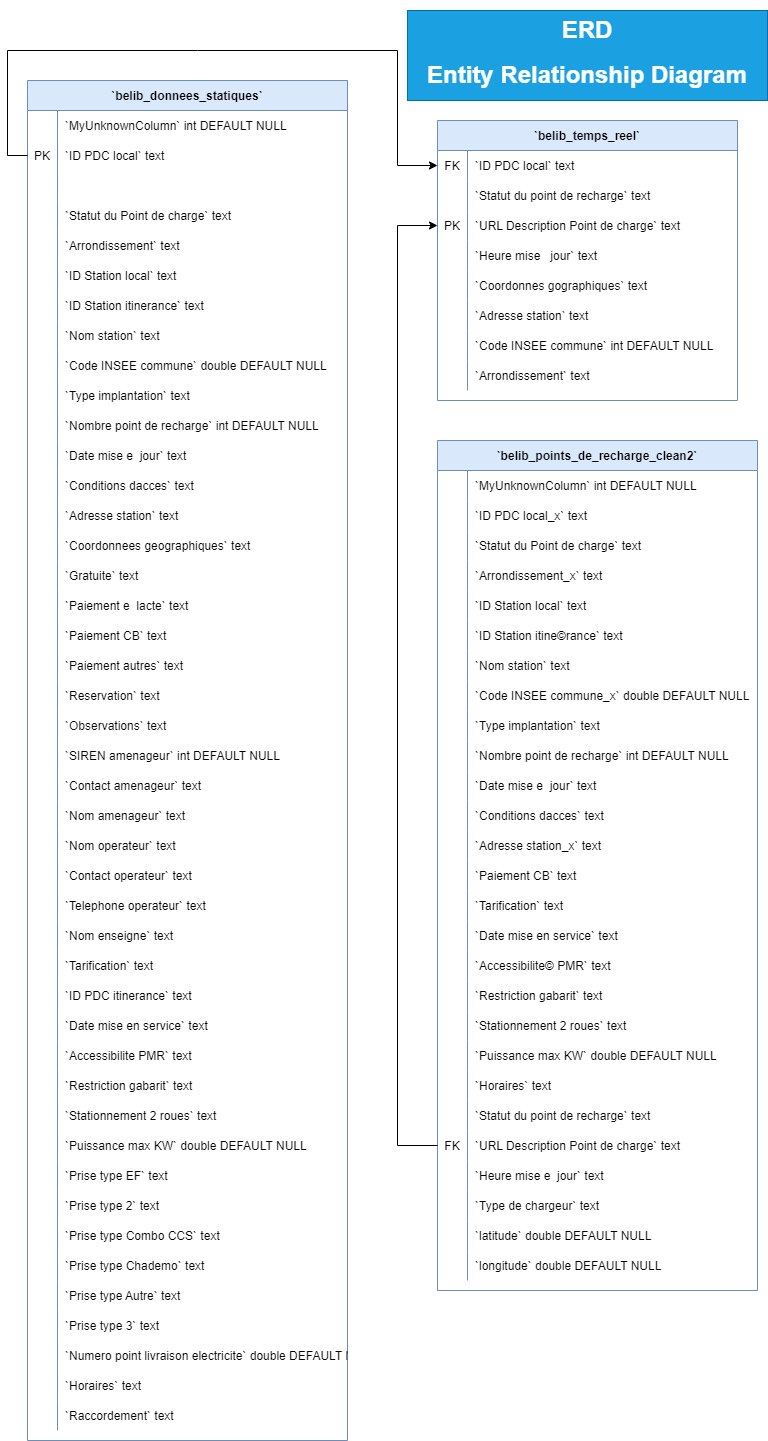 ERD
Entity Relationship Diagram
`belib_donnees_statiques`
`MyUnknownColumn` int DEFAULT NULL
PK `ID PDC local` text
`Statut du Point de charge` text
`Arrondissement` text
`ID Station local` text
`ID Station itinerance` text
`Nom station` text
`Code INSEE commune` double DEFAULT NULL
`Type implantation` text
`Nombre point de recharge` int DEFAULT NULL
`Date mise e  jour` text
`Conditions dacces` text
`Adresse station` text
`Coordonnees geographiques` text
`Gratuite` text
`Paiement e  lacte` text
`Paiement CB` text
`Paiement autres` text
`Reservation` text
`Observations` text
`SIREN amenageur` int DEFAULT NULL
`Contact amenageur` text
`Nom amenageur` text
`Nom operateur` text
`Contact operateur` text
`Telephone operateur` text
`Nom enseigne` text
`Tarification` text
`ID PDC itinerance` text
`Date mise en service` text
`Accessibilite PMR` text
`Restriction gabarit` text
`Stationnement 2 roues` text
`Puissance max KW` double DEFAULT NULL
`Prise type EF` text
`Prise type 2` text
`Prise type Combo CCS` text
`Prise type Chademo` text
`Prise type Autre` text
`Prise type 3` text
`Numero point livraison electricite` double DEFAULT
`Horaires` text
`Raccordement` text
`belib_temps_reel`
FK `ID PDC local` text
`Statut du point de recharge` text
PK `URL Description Point de charge` text
`Heure mise   jour` text
`Coordonnes gographiques` text
`Adresse station` text
`Code INSEE commune` int DEFAULT NULL
`Arrondissement` text
`belib_points_de_recharge_clean2`
`MyUnknownColumn` int DEFAULT NULL
`ID PDC local_x` text
`Statut du Point de charge` text
`Arrondissement_x` text
`ID Station local` text
`ID Station itine©rance` text
`Nom station` text
`Code INSEE commune_x` double DEFAULT NULL
`Type implantation` text
`Nombre point de recharge` int DEFAULT NULL
`Date mise e  jour` text
`Conditions dacces` text
`Adresse station_x` text
`Paiement CB` text
`Tarification` text
`Date mise en service` text
`Accessibilite© PMR` text
`Restriction gabarit` text
`Stationnement 2 roues` text
`Puissance max KW` double DEFAULT NULL
`Horaires` text
`Statut du point de recharge` text
FK `URL Description Point de charge` text
`Heure mise e  jour` text
`Type de chargeur` text
`latitude` double DEFAULT NULL
`longitude` double DEFAULT NULL